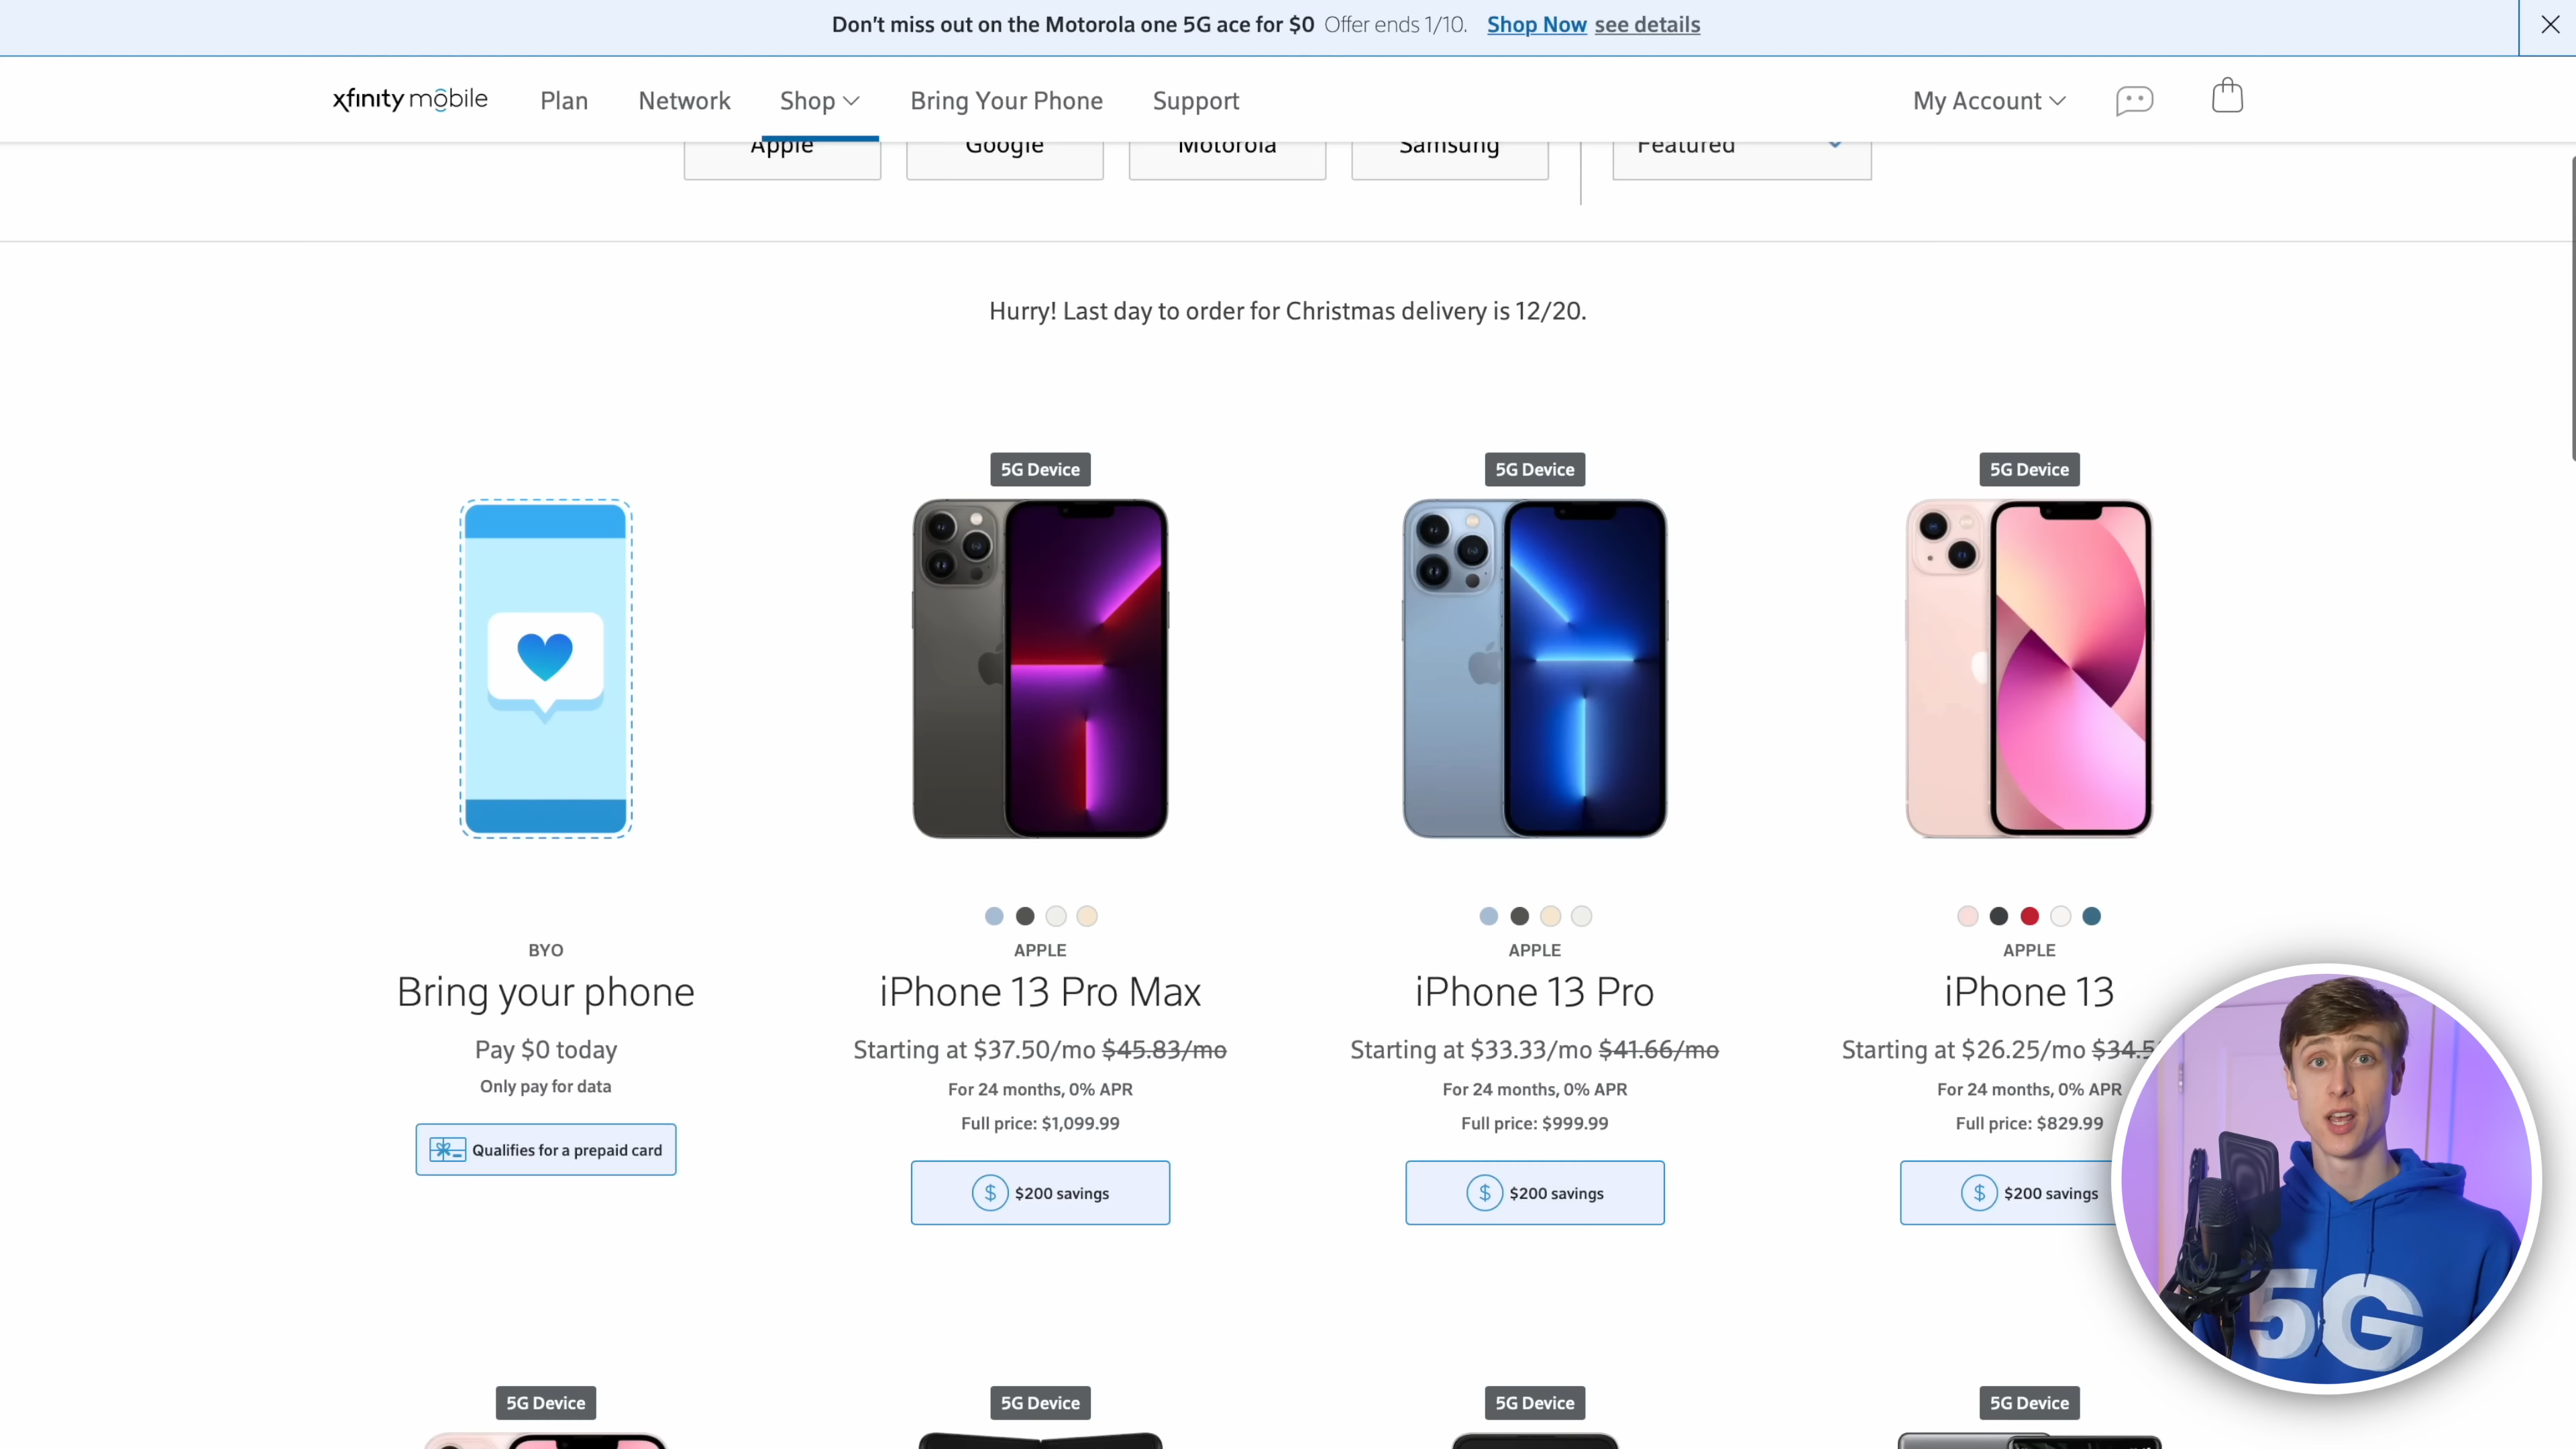 Don't miss out on the Motorola one 5G ace for $0 Offer ends 1/10. Shop Now see details
xfinity mobile Plan Network Shop Bring Your Phone Support My Account
Apple Google Motorola Samsung Featured
Hurry! Last day to order for Christmas delivery is 12/20.
5G Device 5G Device 5G Device
BYO APPLE APPLE APPLE
Bring your phone iPhone 13 Pro Max iPhone 13 Pro iPhone 13
Pay $0 today Starting at $37.50/mo $45.83/mo Starting at $33.33/mo $41.66/mo Starting at $26.25/mo
Only pay for data For 24 months, 0% APR For 24 months, 0% APR For 24 months, 0% APR
Full price: $1,099.99 Full price: $999.99 Full price: $829.99
Qualifies for a prepaid card $200 savings $200 savings $200 savings
5G
5G Device 5G Device 5G Device 5G Device